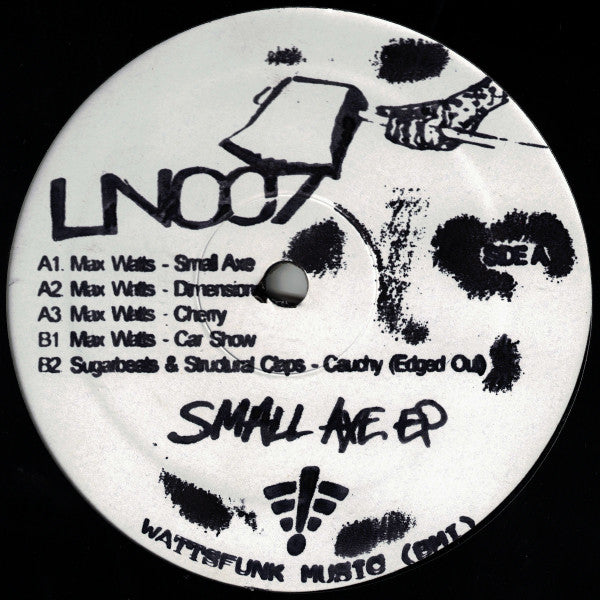 LN007
A1. Max Watts - Small Axe
A2 Max Watts - Dimension
A3 Max Watts - Cherry
B1 Max Watts - Car Show
B2 Sugarbeats & Structural Claps - Cauchy (Edged Out)
SIDE A
SMALL AXE EP
WATTSFUNK MUSIC (BMI)